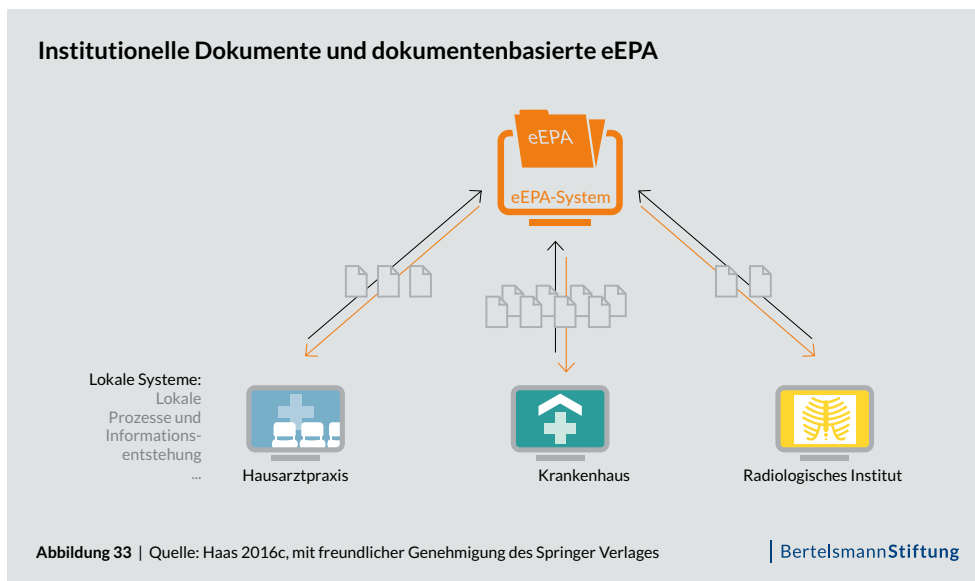 Institutionelle Dokumente und dokumentenbasierte eEPA
eEPA
eEPA-System
Lokale Systeme:
Lokale
Prozesse und
Informations-
entstehung
...
Hausarztpraxis
Krankenhaus
Radiologisches Institut
Abbildung 33 | Quelle: Haas 2016c, mit freundlicher Genehmigung des Springer Verlages
BertelsmannStiftung